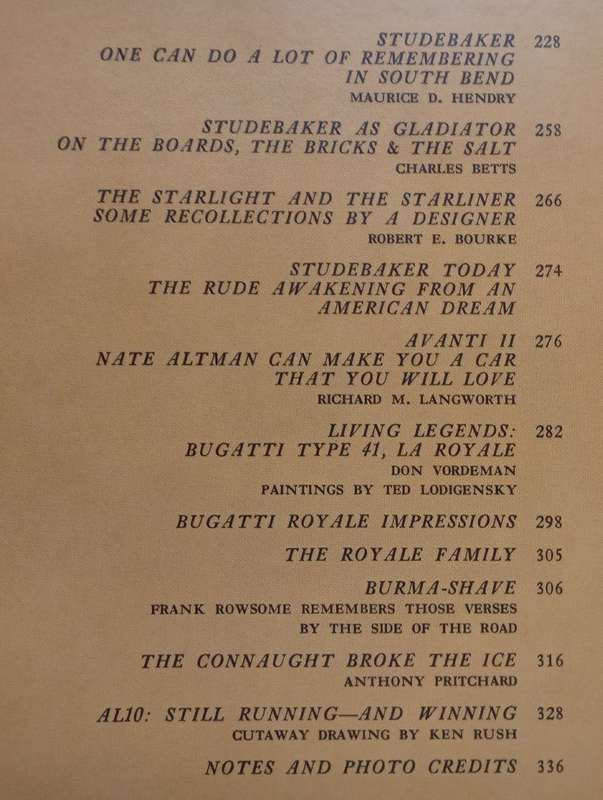 STUDEBAKER 228
ONE CAN DO A LOT OF REMEMBERING
IN SOUTH BEND
MAURICE D. HENDRY
STUDEBAKER AS GLADIATOR 258
ON THE BOARDS, THE BRICKS & THE SALT
CHARLES BETTS
THE STARLIGHT AND THE STARLINER 266
SOME RECOLLECTIONS BY A DESIGNER
ROBERT E. BOURKE
STUDEBAKER TODAY 274
THE RUDE AWAKENING FROM AN
AMERICAN DREAM
AVANTI II 276
NATE ALTMAN CAN MAKE YOU A CAR
THAT YOU WILL LOVE
RICHARD M. LANGWORTH
LIVING LEGENDS: 282
BUGATTI TYPE 41, LA ROYALE
DON VORDEMAN
PAINTINGS BY TED LODIGENSKY
BUGATTI ROYALE IMPRESSIONS 298
THE ROYALE FAMILY 305
BURMA-SHAVE 306
FRANK ROWSOME REMEMBERS THOSE VERSES
BY THE SIDE OF THE ROAD
THE CONNAUGHT BROKE THE ICE 316
ANTHONY PRITCHARD
AL10: STILL RUNNING—AND WINNING 328
CUTAWAY DRAWING BY KEN RUSH
NOTES AND PHOTO CREDITS 336